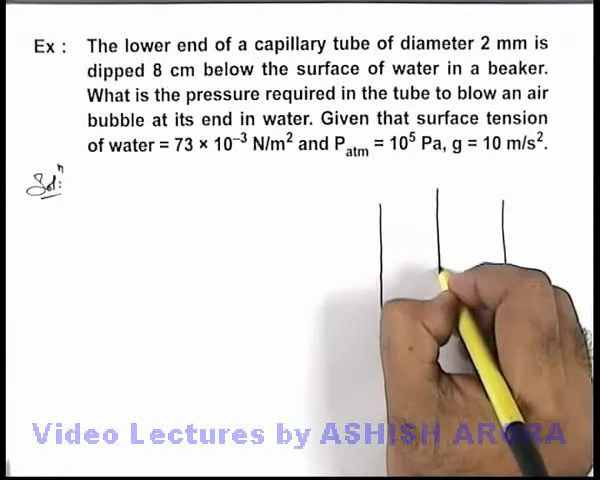 Ex : The lower end of a capillary tube of diameter 2 mm is
dipped 8 cm below the surface of water in a beaker.
What is the pressure required in the tube to blow an air
bubble at its end in water. Given that surface tension
of water = 73 × 10⁻³ N/m² and Pₐₜₘ = 10⁵ Pa, g = 10 m/s².
Solⁿ:
Video Lectures by ASHISH ARORA